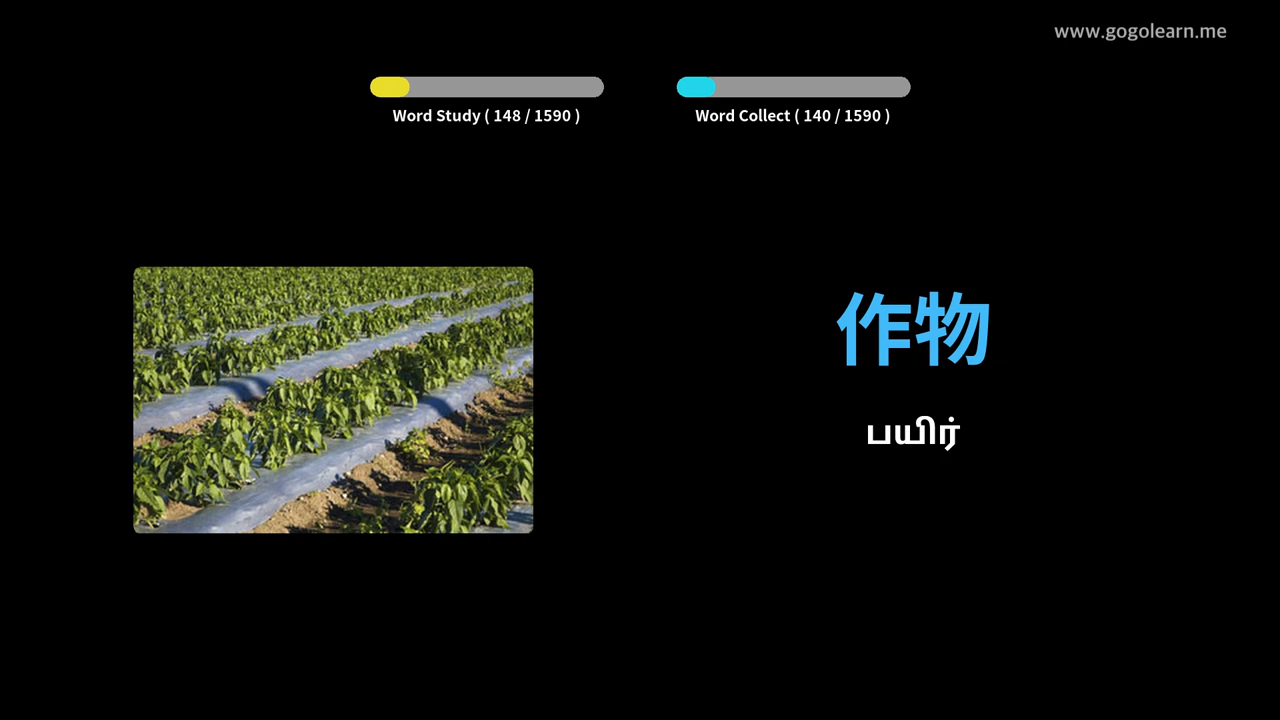 www.gogolearn.me
Word Study ( 148 / 1590 )
Word Collect ( 140 / 1590 )
作物
பயிர்